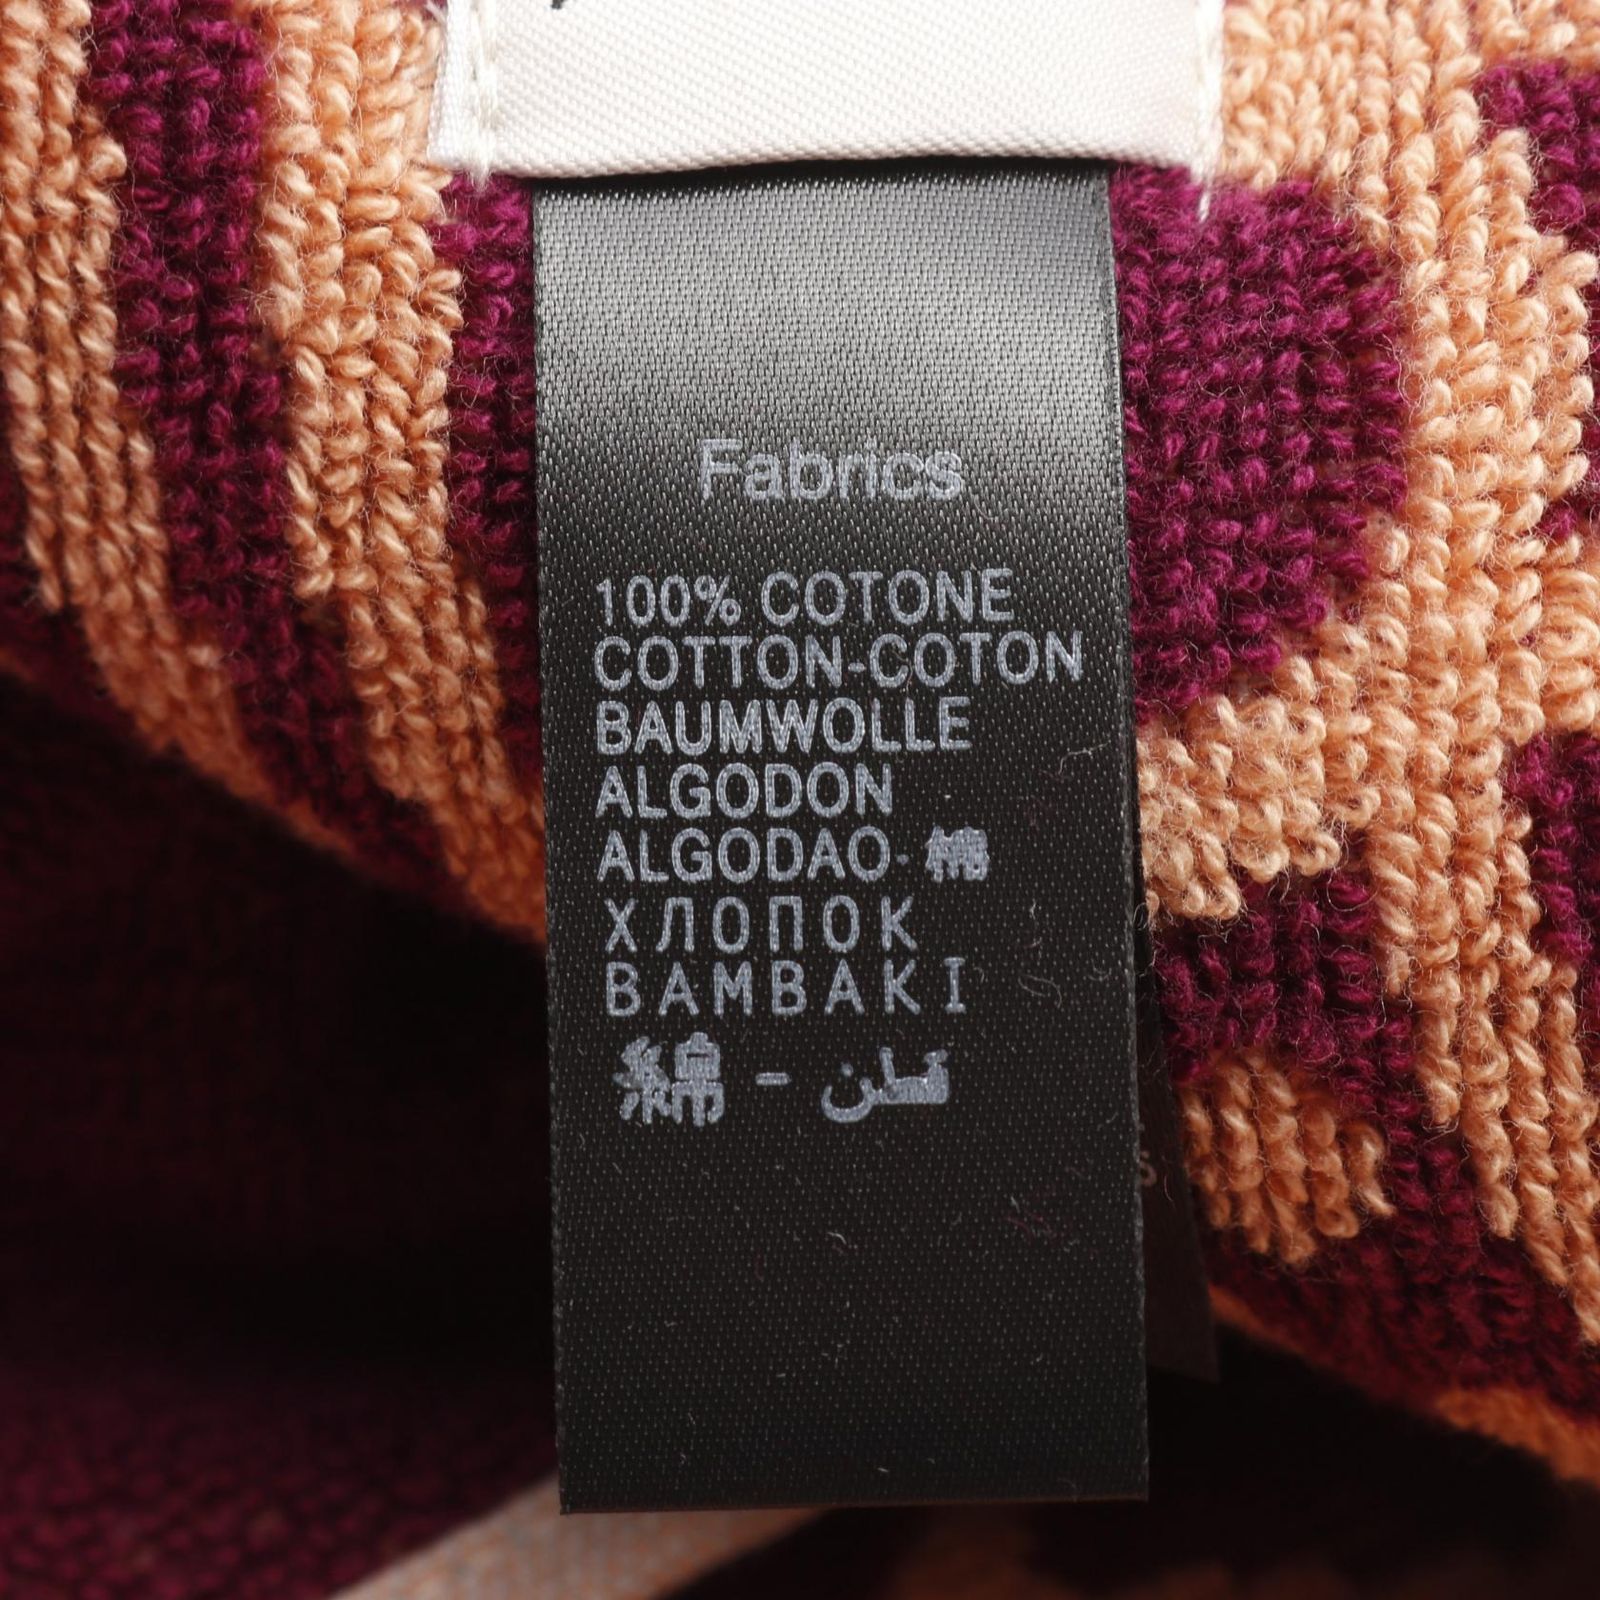 Fabrics
100% COTONE
COTTON-COTON
BAUMWOLLE
ALGODON
ALGODAO- 棉
ХЛОПОК
BAMBAKI
綿 - قطن